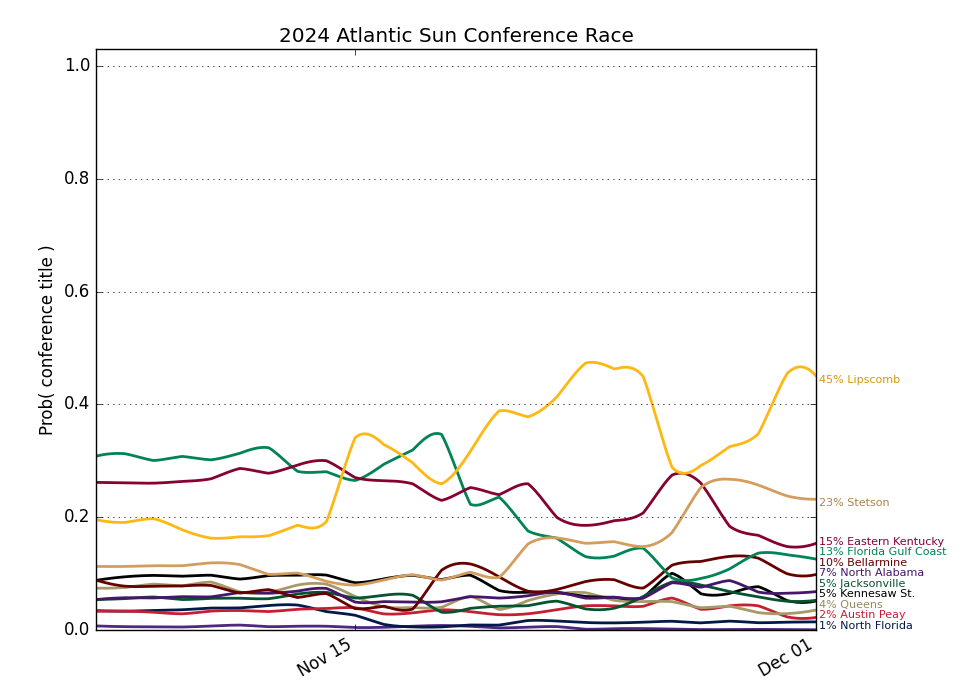 2024 Atlantic Sun Conference Race
Prob( conference title )
1.0
0.8
0.6
0.4
0.2
0.0
Nov 15
Dec 01
45% Lipscomb
23% Stetson
15% Eastern Kentucky
13% Florida Gulf Coast
10% Bellarmine
7% North Alabama
5% Jacksonville
5% Kennesaw St.
4% Queens
2% Austin Peay
1% North Florida